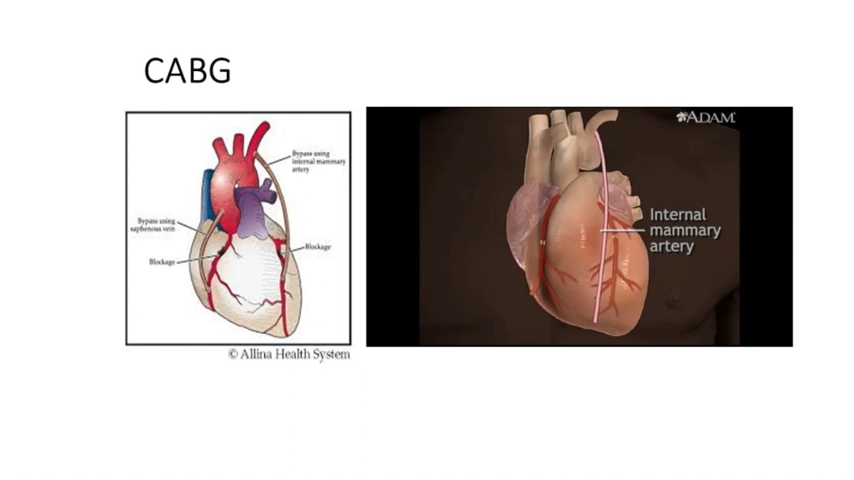 CABG
Bypass using
internal mammary
artery
Bypass using
saphenous vein
Blockage
Blockage
© Allina Health System
ADAM
Internal
mammary
artery